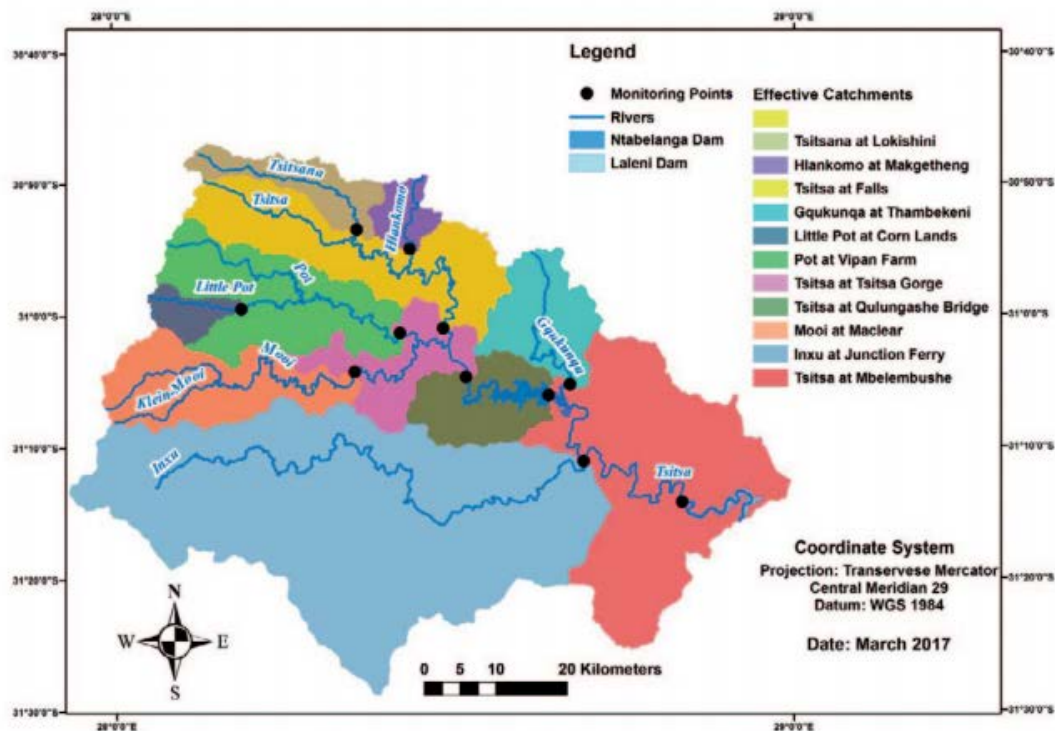 28°0'0"E 29°0'0"E
30°40'0"S
30°50'0"S
31°0'0"S
31°10'0"S
31°20'0"S
31°30'0"S
30°40'0"S
30°50'0"S
31°0'0"S
31°10'0"S
31°20'0"S
31°30'0"S
Legend
Monitoring Points
Rivers
Ntabelanga Dam
Laleni Dam
Effective Catchments
Tsitsana at Lokishini
Hlankomo at Makgetheng
Tsitsa at Falls
Gqukunqa at Thambekeni
Little Pot at Corn Lands
Pot at Vipan Farm
Tsitsa at Tsitsa Gorge
Tsitsa at Qulungashe Bridge
Mooi at Maclear
Inxu at Junction Ferry
Tsitsa at Mbelembushe
Tsitsana
Tsitsa
Hlankomo
Pot
Little Pot
Gqukunqa
Mooi
Klein-Mooi
Inxu
Tsitsa
Coordinate System
Projection: Transervese Mercator
Central Meridian 29
Datum: WGS 1984
Date: March 2017
N
W E
S
0 5 10 20 Kilometers